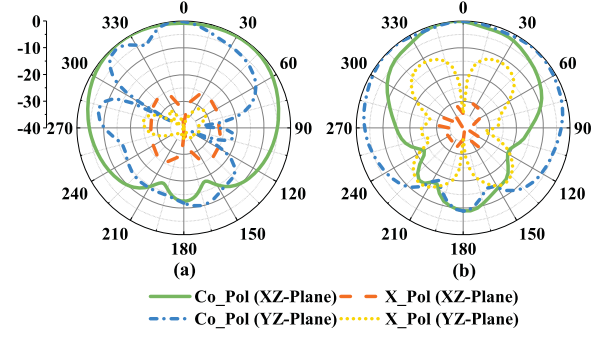 0 0 0
330 30 330 30
-10
300 60 300 60
-20
-30
-40 270 90 270 90
240 120 240 120
210 150 210 150
180 180
(a) (b)
Co_Pol (XZ-Plane) X_Pol (XZ-Plane)
Co_Pol (YZ-Plane) X_Pol (YZ-Plane)